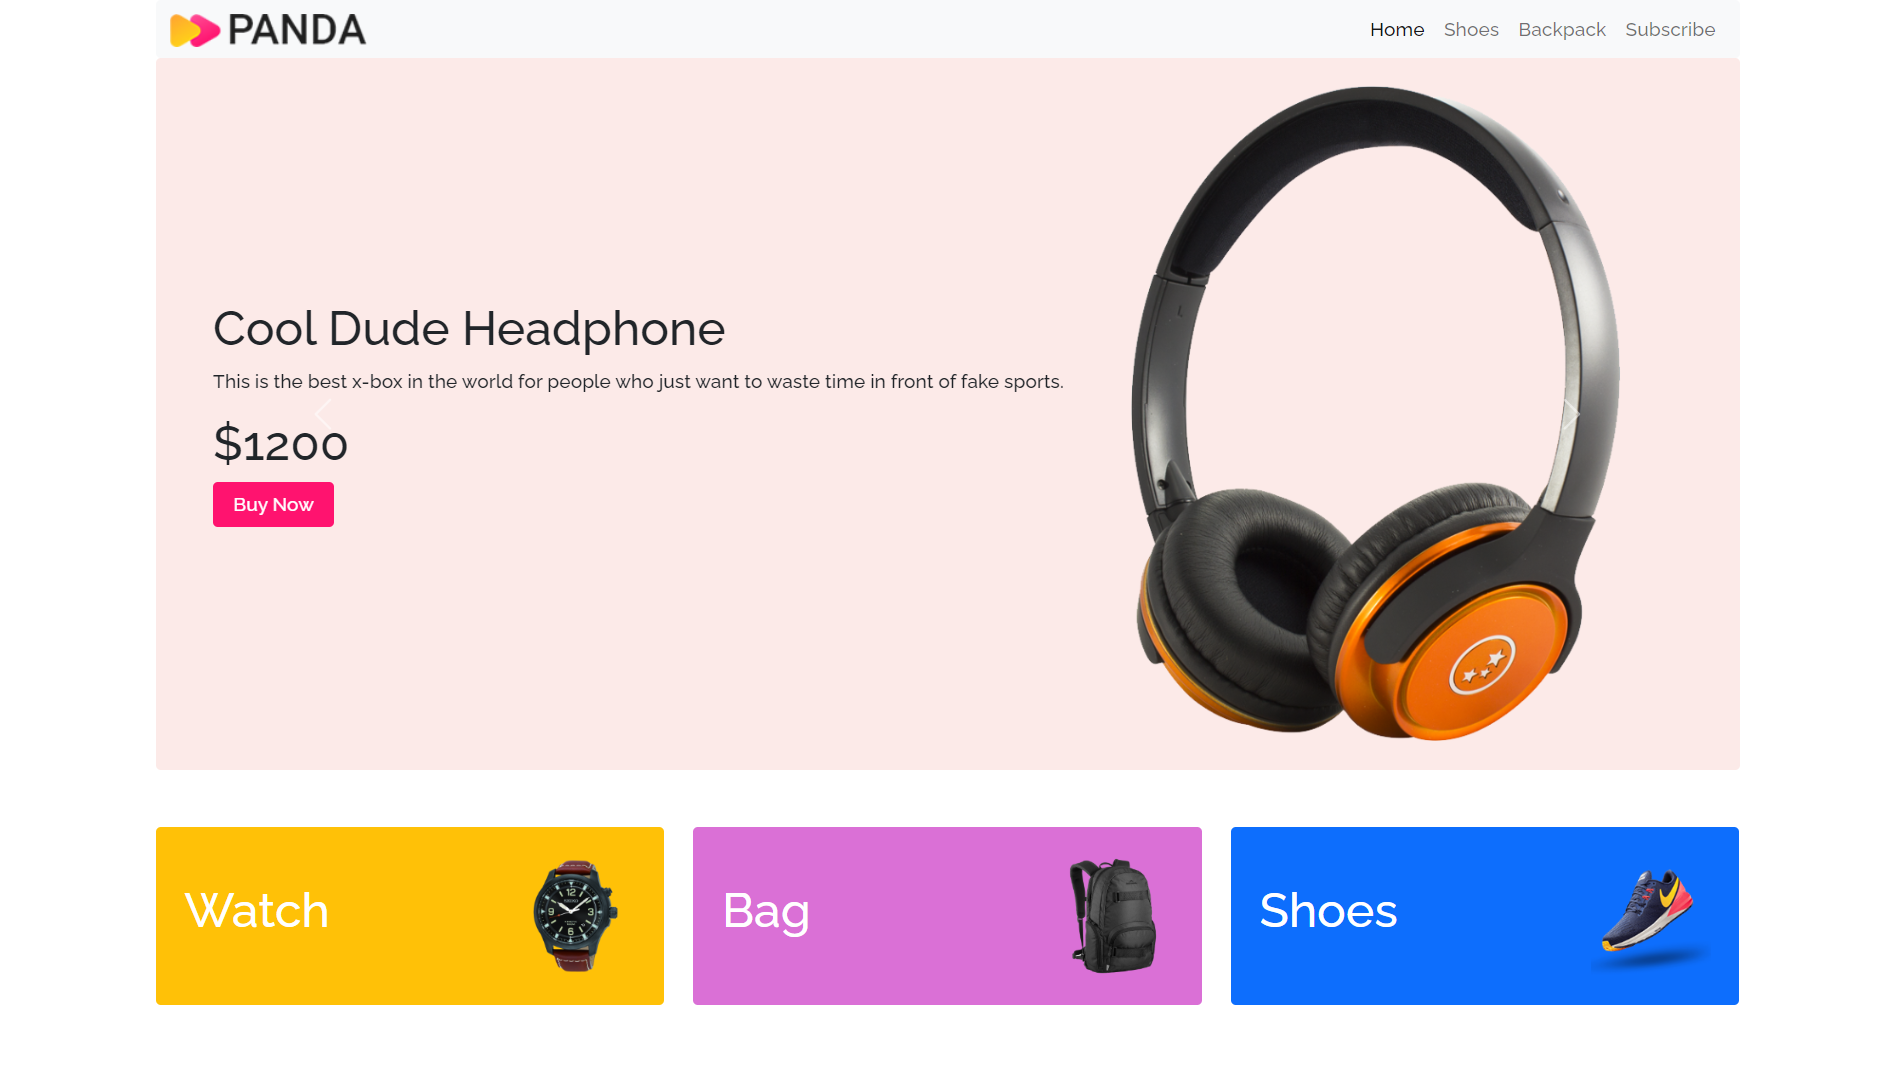 PANDA
Home Shoes Backpack Subscribe
Cool Dude Headphone
This is the best x-box in the world for people who just want to waste time in front of fake sports.
$1200
Buy Now
L
Watch
Bag
Shoes